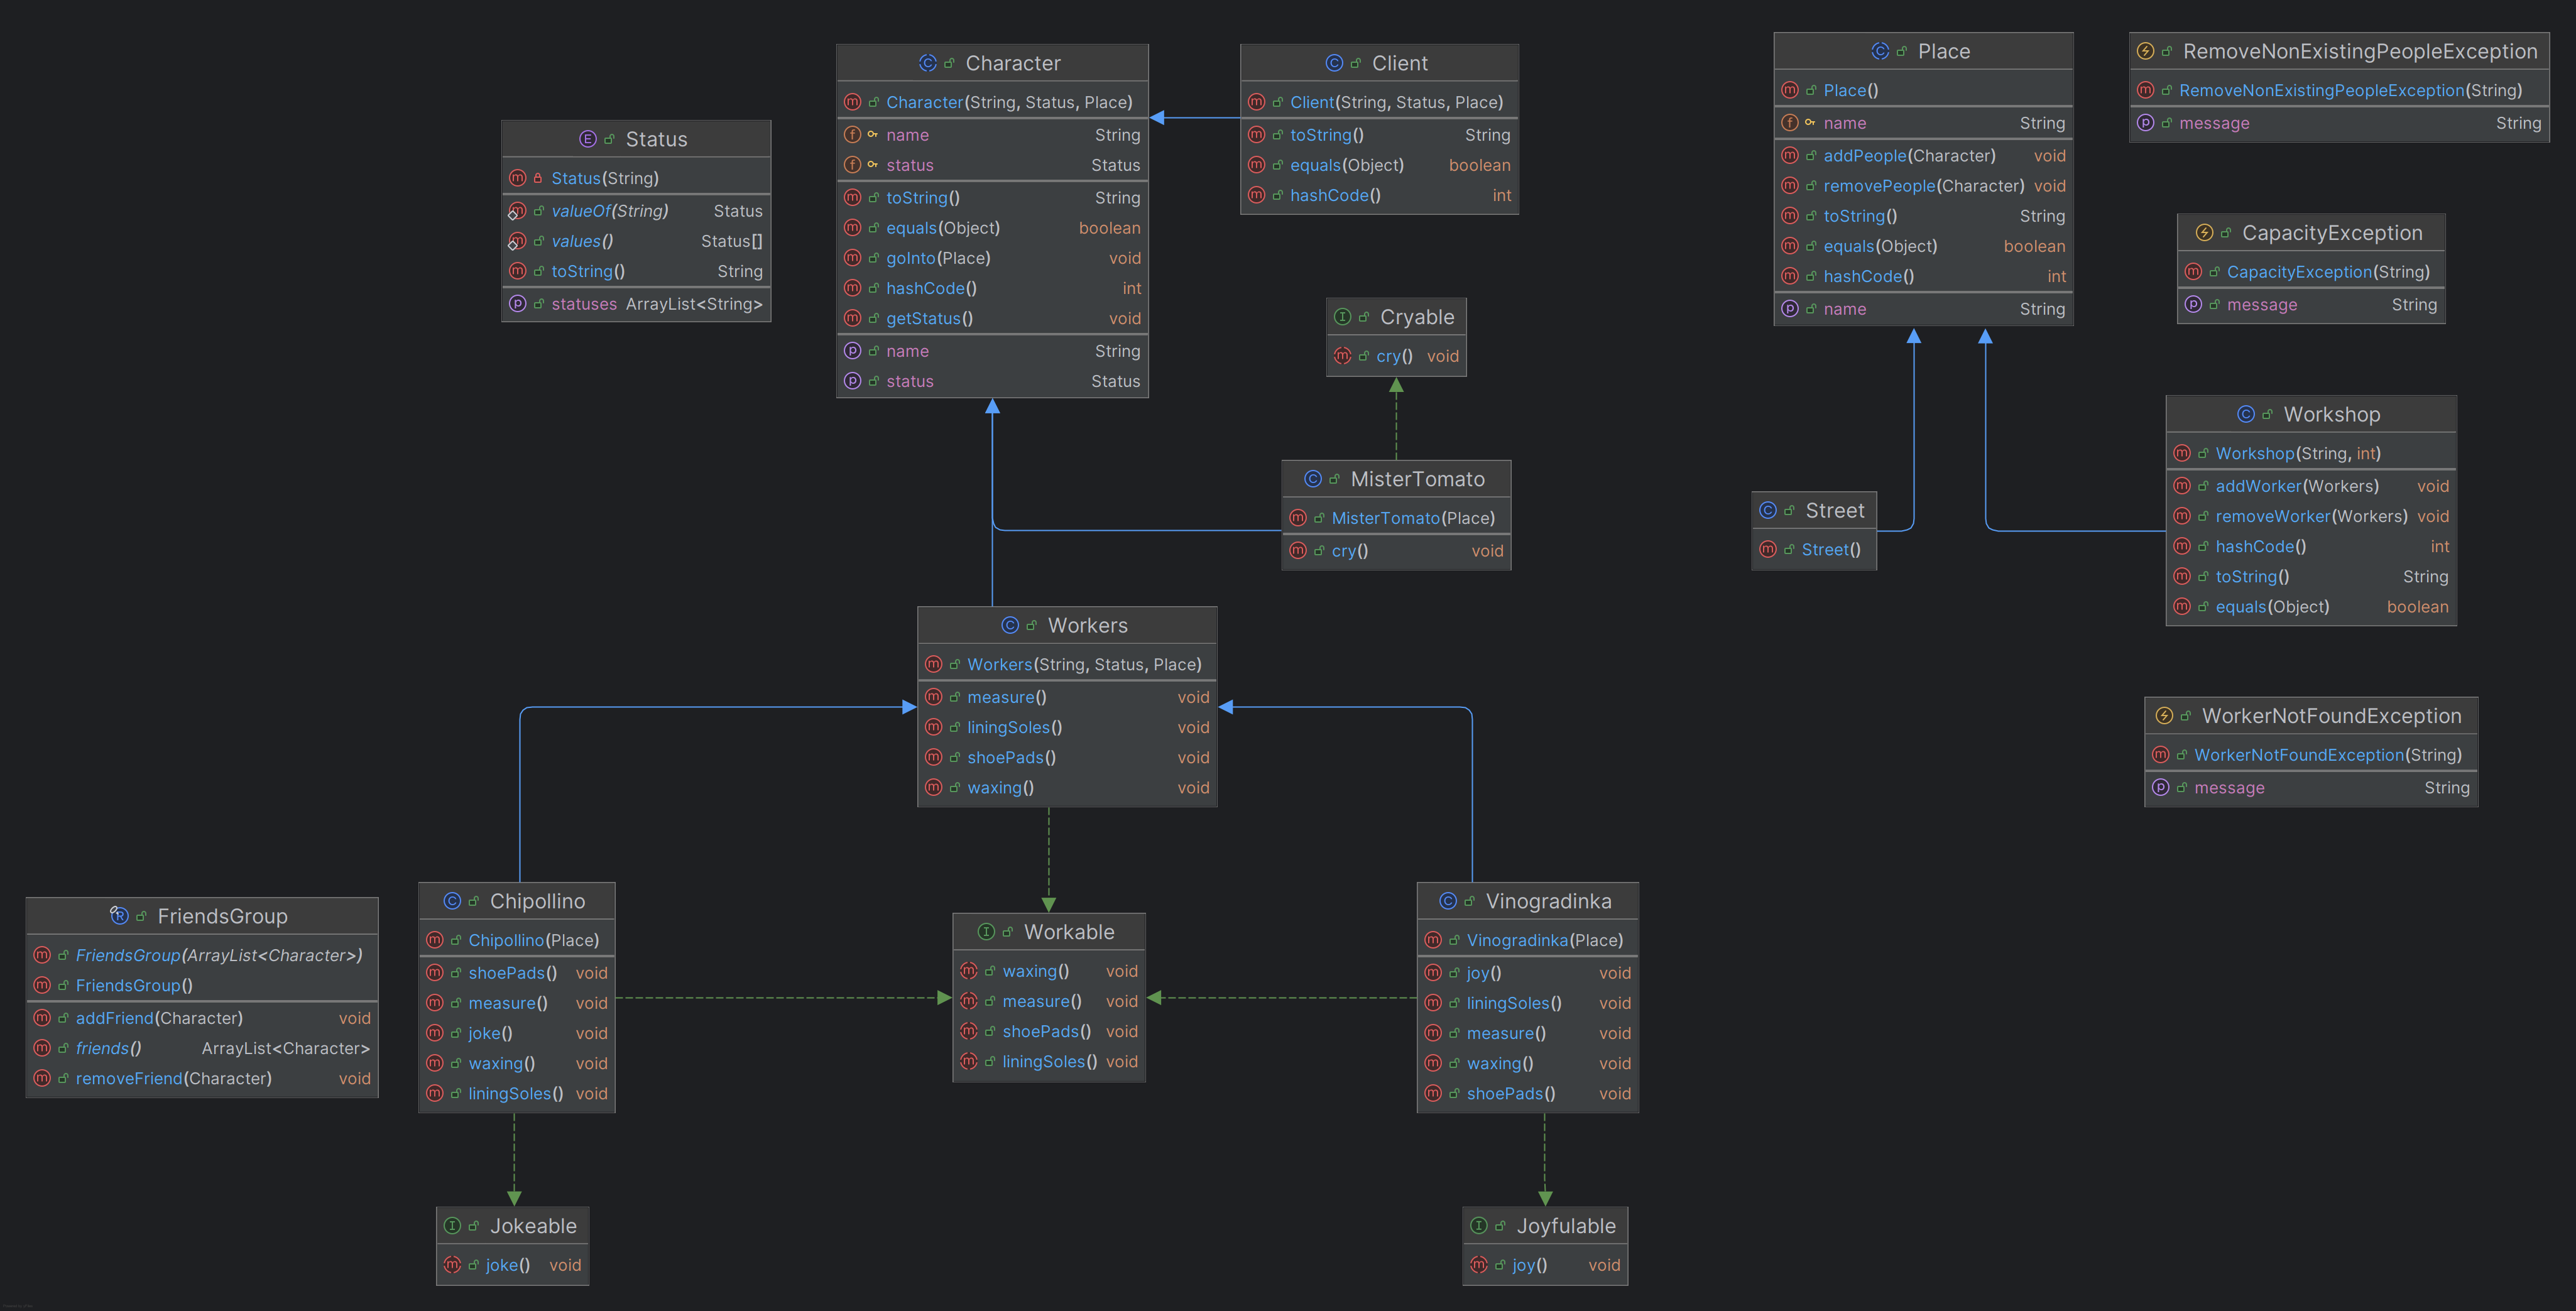 Character
Character(String, Status, Place)
name String
status Status
toString() String
equals(Object) boolean
goInto(Place) void
hashCode() int
getStatus() void
name String
status Status
Client
Client(String, Status, Place)
toString() String
equals(Object) boolean
hashCode() int
Place
Place()
name String
addPeople(Character) void
removePeople(Character) void
toString() String
equals(Object) boolean
hashCode() int
name String
RemoveNonExistingPeopleException
RemoveNonExistingPeopleException(String)
message String
Status
Status(String)
valueOf(String) Status
values() Status[]
toString() String
statuses ArrayList<String>
CapacityException
CapacityException(String)
message String
Cryable
cry() void
MisterTomato
MisterTomato(Place)
cry() void
Street
Street()
Workshop
Workshop(String, int)
addWorker(Workers) void
removeWorker(Workers) void
hashCode() int
toString() String
equals(Object) boolean
Workers
Workers(String, Status, Place)
measure() void
liningSoles() void
shoePads() void
waxing() void
WorkerNotFoundException
WorkerNotFoundException(String)
message String
FriendsGroup
FriendsGroup(ArrayList<Character>)
FriendsGroup()
addFriend(Character) void
friends() ArrayList<Character>
removeFriend(Character) void
Chipollino
Chipollino(Place)
shoePads() void
measure() void
joke() void
waxing() void
liningSoles() void
Workable
waxing() void
measure() void
shoePads() void
liningSoles() void
Vinogradinka
Vinogradinka(Place)
joy() void
liningSoles() void
measure() void
waxing() void
shoePads() void
Jokeable
joke() void
Joyfulable
joy() void